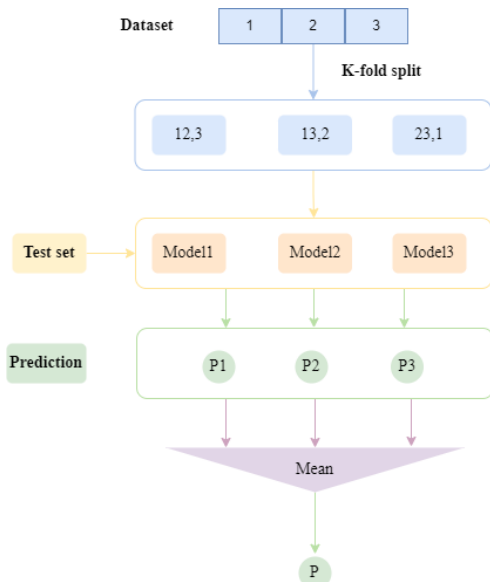 Dataset 1 2 3
K-fold split
12,3 13,2 23,1
Test set Model1 Model2 Model3
Prediction P1 P2 P3
Mean
P